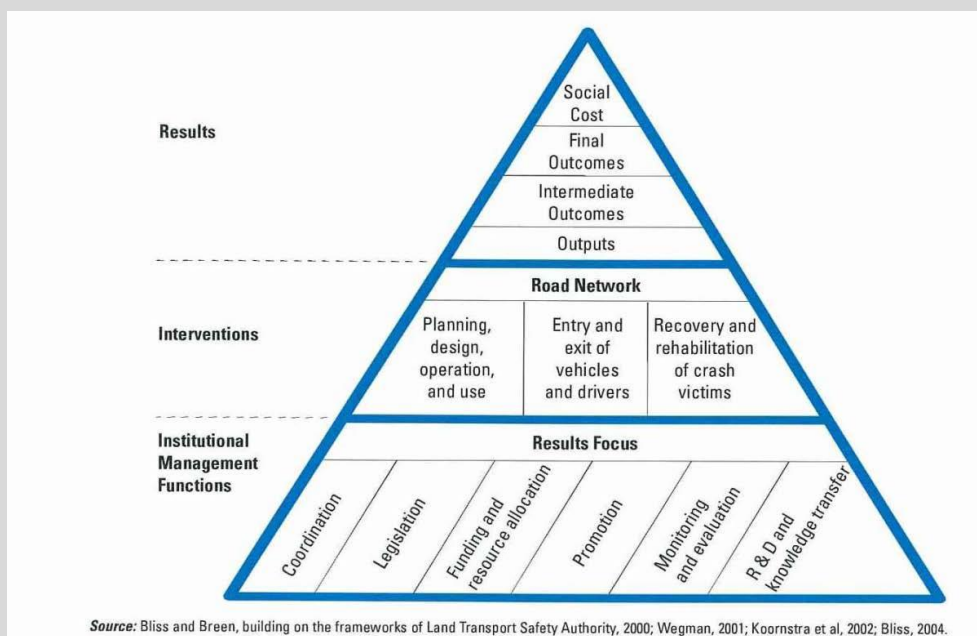 Social
Cost
Results
Final
Outcomes
Intermediate
Outcomes
Outputs
Road Network
Interventions
Planning,
design,
operation,
and use
Entry and
exit of
vehicles
and drivers
Recovery and
rehabilitation
of crash
victims
Institutional
Management
Functions
Results Focus
Coordination
Legislation
Funding and
resource allocation
Promotion
Monitoring
and evaluation
R & D and
knowledge transfer
Source: Bliss and Breen, building on the frameworks of Land Transport Safety Authority, 2000; Wegman, 2001; Koornstra et al, 2002; Bliss, 2004.